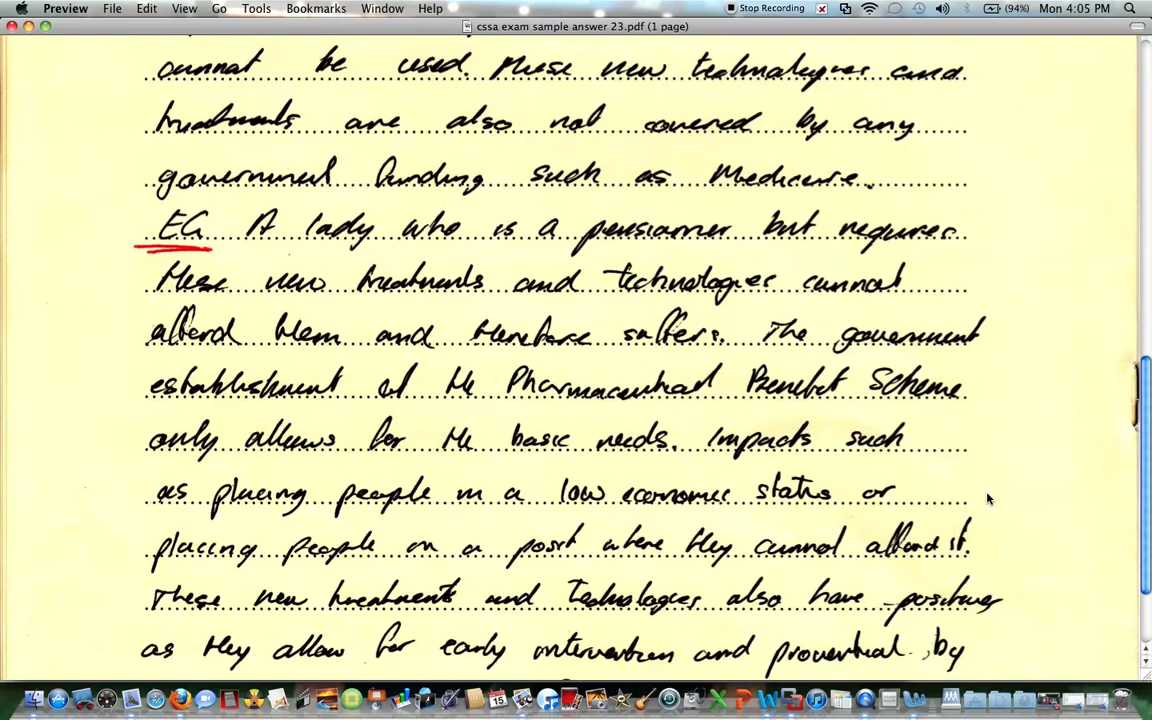 Preview File Edit View Go Tools Bookmarks Window Help Stop Recording (94%) Mon 4:05 PM
cssa exam sample answer 23.pdf (1 page)
cannot be used. These new technologies and
treatments are also not covered by any
government funding such as Medicare.
EG A lady who is a pensioner but requires
these new treatments and technologies cannot
afford them and therefore suffers. The government
establishment of the Pharmaceutical Benefit Scheme
only allows for the basic needs. Impacts such
as placing people in a low economic status or
placing people in a posit where they cannot afford it.
These new treatments and technologies also have positives
as they allow for early intervention and , by